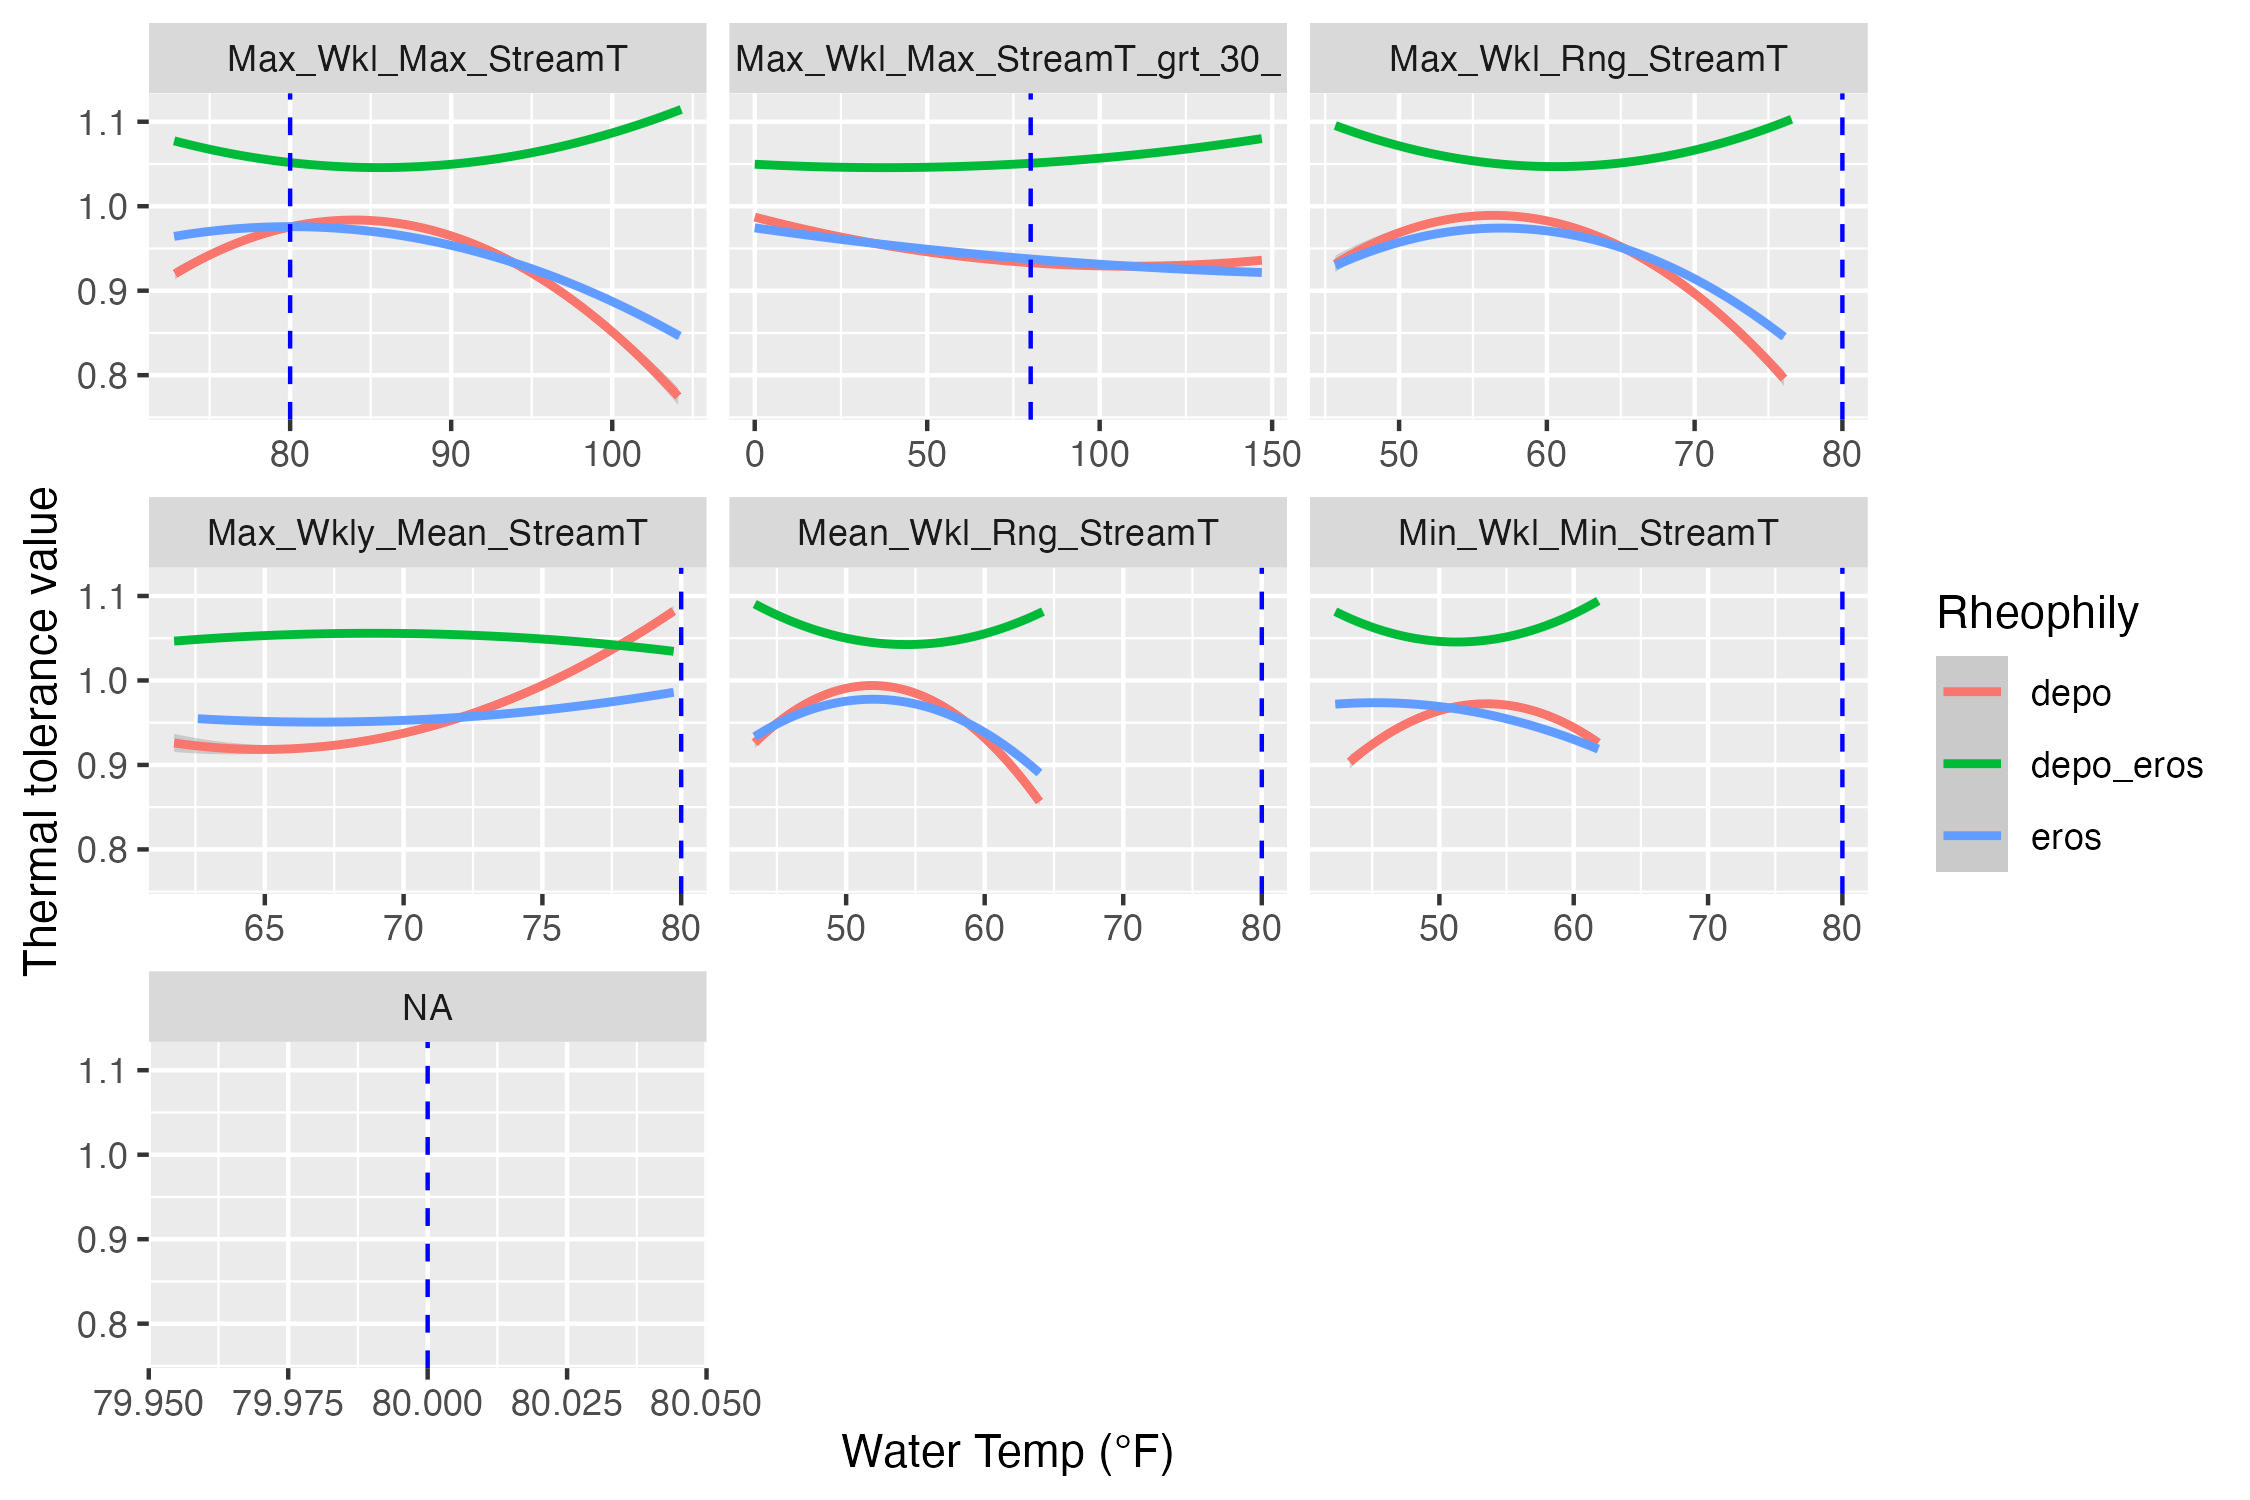 Max_Wkl_Max_StreamT Max_Wkl_Max_StreamT_grt_30_ Max_Wkl_Rng_StreamT
1.1
1.0
0.9
0.8
80 90 100 0 50 100 150 50 60 70 80
Thermal tolerance value
Max_Wkly_Mean_StreamT Mean_Wkl_Rng_StreamT Min_Wkl_Min_StreamT
1.1
1.0
0.9
0.8
65 70 75 80 50 60 70 80 50 60 70 80
Rheophily
depo
depo_eros
eros
NA
1.1
1.0
0.9
0.8
79.950 79.975 80.000 80.025 80.050
Water Temp (°F)